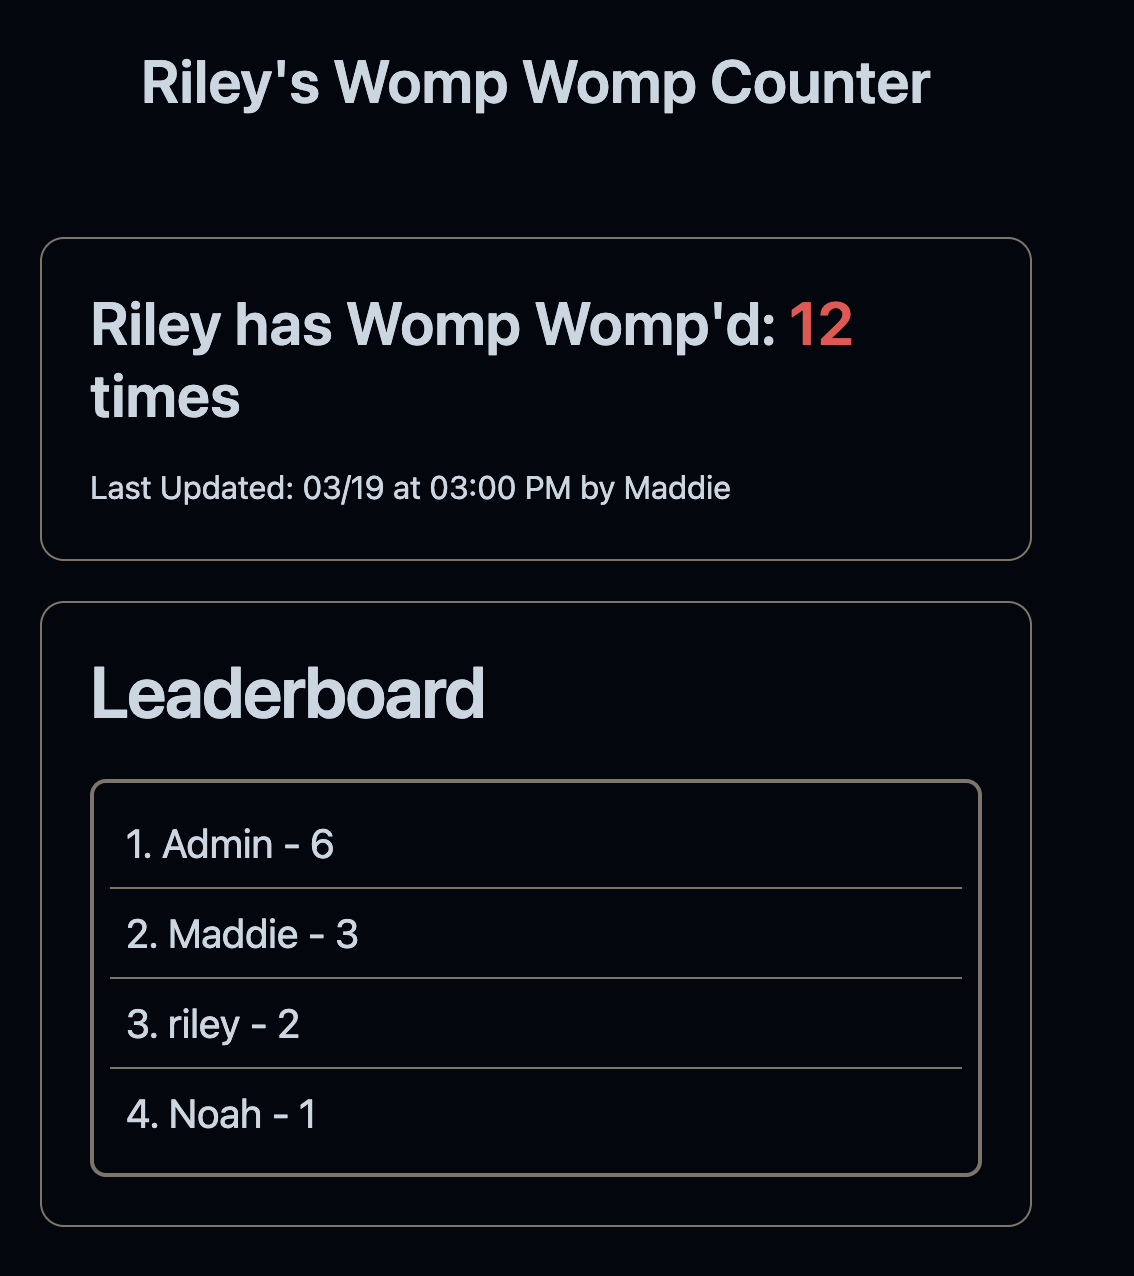 Riley's Womp Womp Counter
Riley has Womp Womp'd: 12
times
Last Updated: 03/19 at 03:00 PM by Maddie
Leaderboard
1. Admin - 6
2. Maddie - 3
3. riley - 2
4. Noah - 1